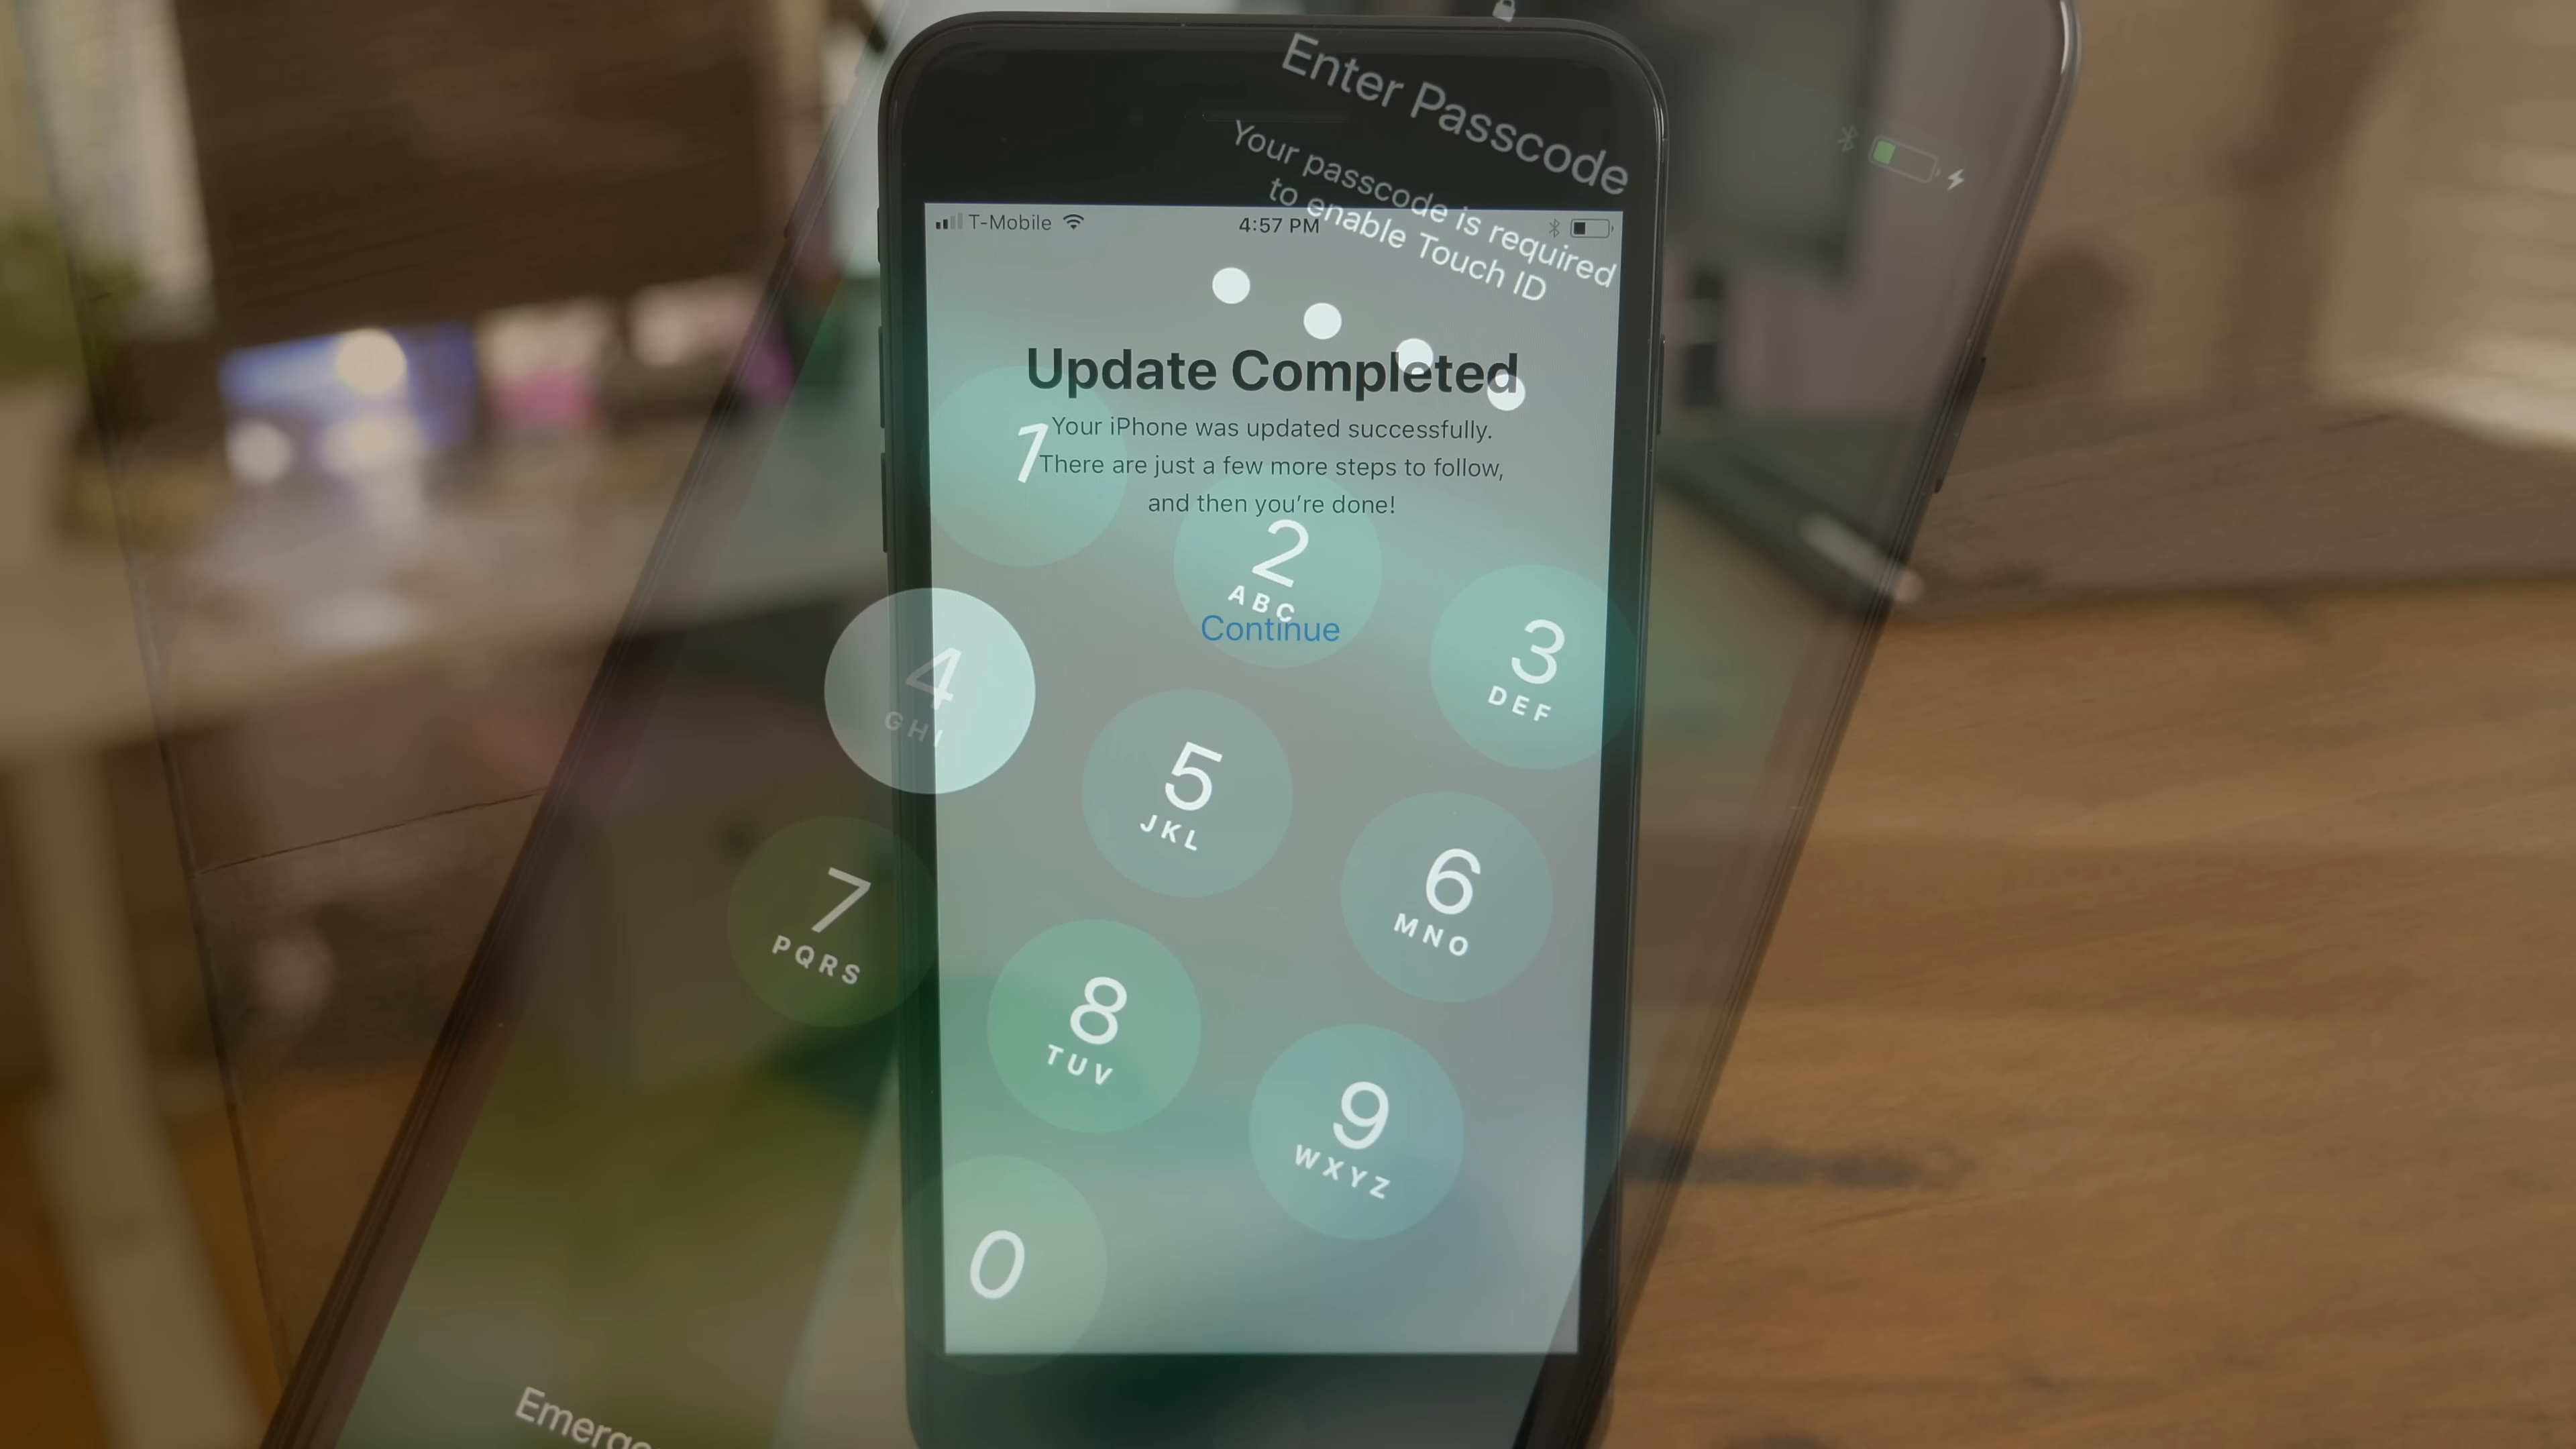 Enter Passcode
Your passcode is required
to enable Touch ID
T-Mobile
4:57 PM
Update Completed
Your iPhone was updated successfully.
There are just a few more steps to follow,
and then you're done!
Continue
1
2
ABC
3
DEF
4
GHI
5
JKL
6
MNO
7
PQRS
8
TUV
9
WXYZ
0